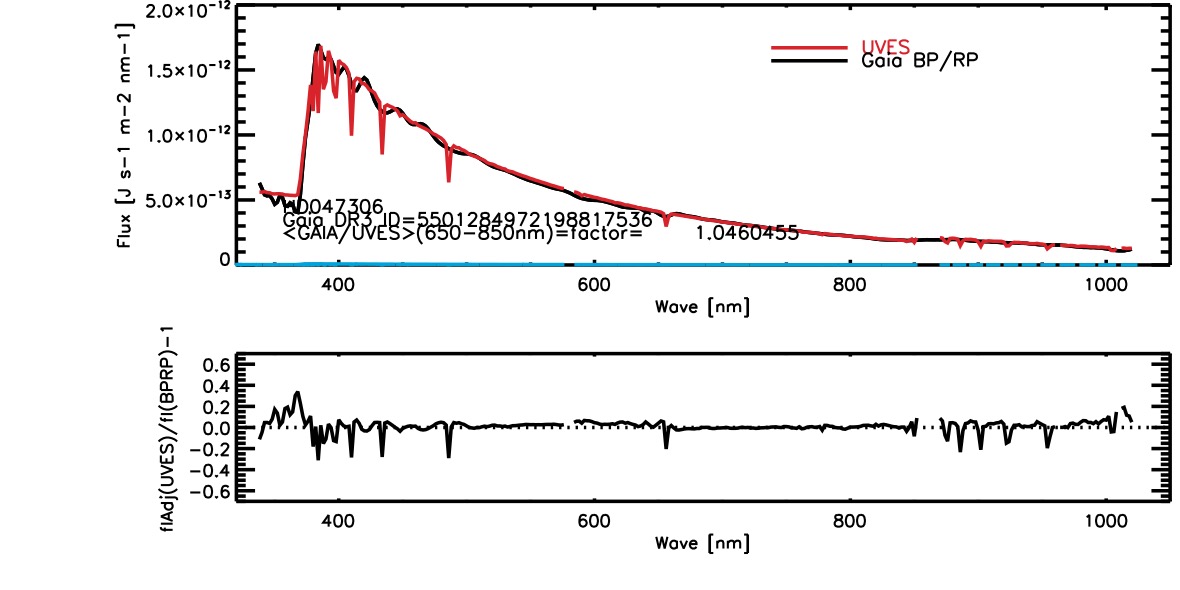 2.0×10⁻¹²
1.5×10⁻¹²
1.0×10⁻¹²
5.0×10⁻¹³
0
Flux [J s−1 m−2 nm−1]
UVES
Gaia BP/RP
HD047306
Gaia DR3 ID=5501284972198817536
<GAIA/UVES>(650−850nm)=factor= 1.0460455
400 600 800 1000
Wave [nm]
flAdj(UVES)/fl(BPRP)−1
0.6
0.4
0.2
0.0
−0.2
−0.4
−0.6
400 600 800 1000
Wave [nm]